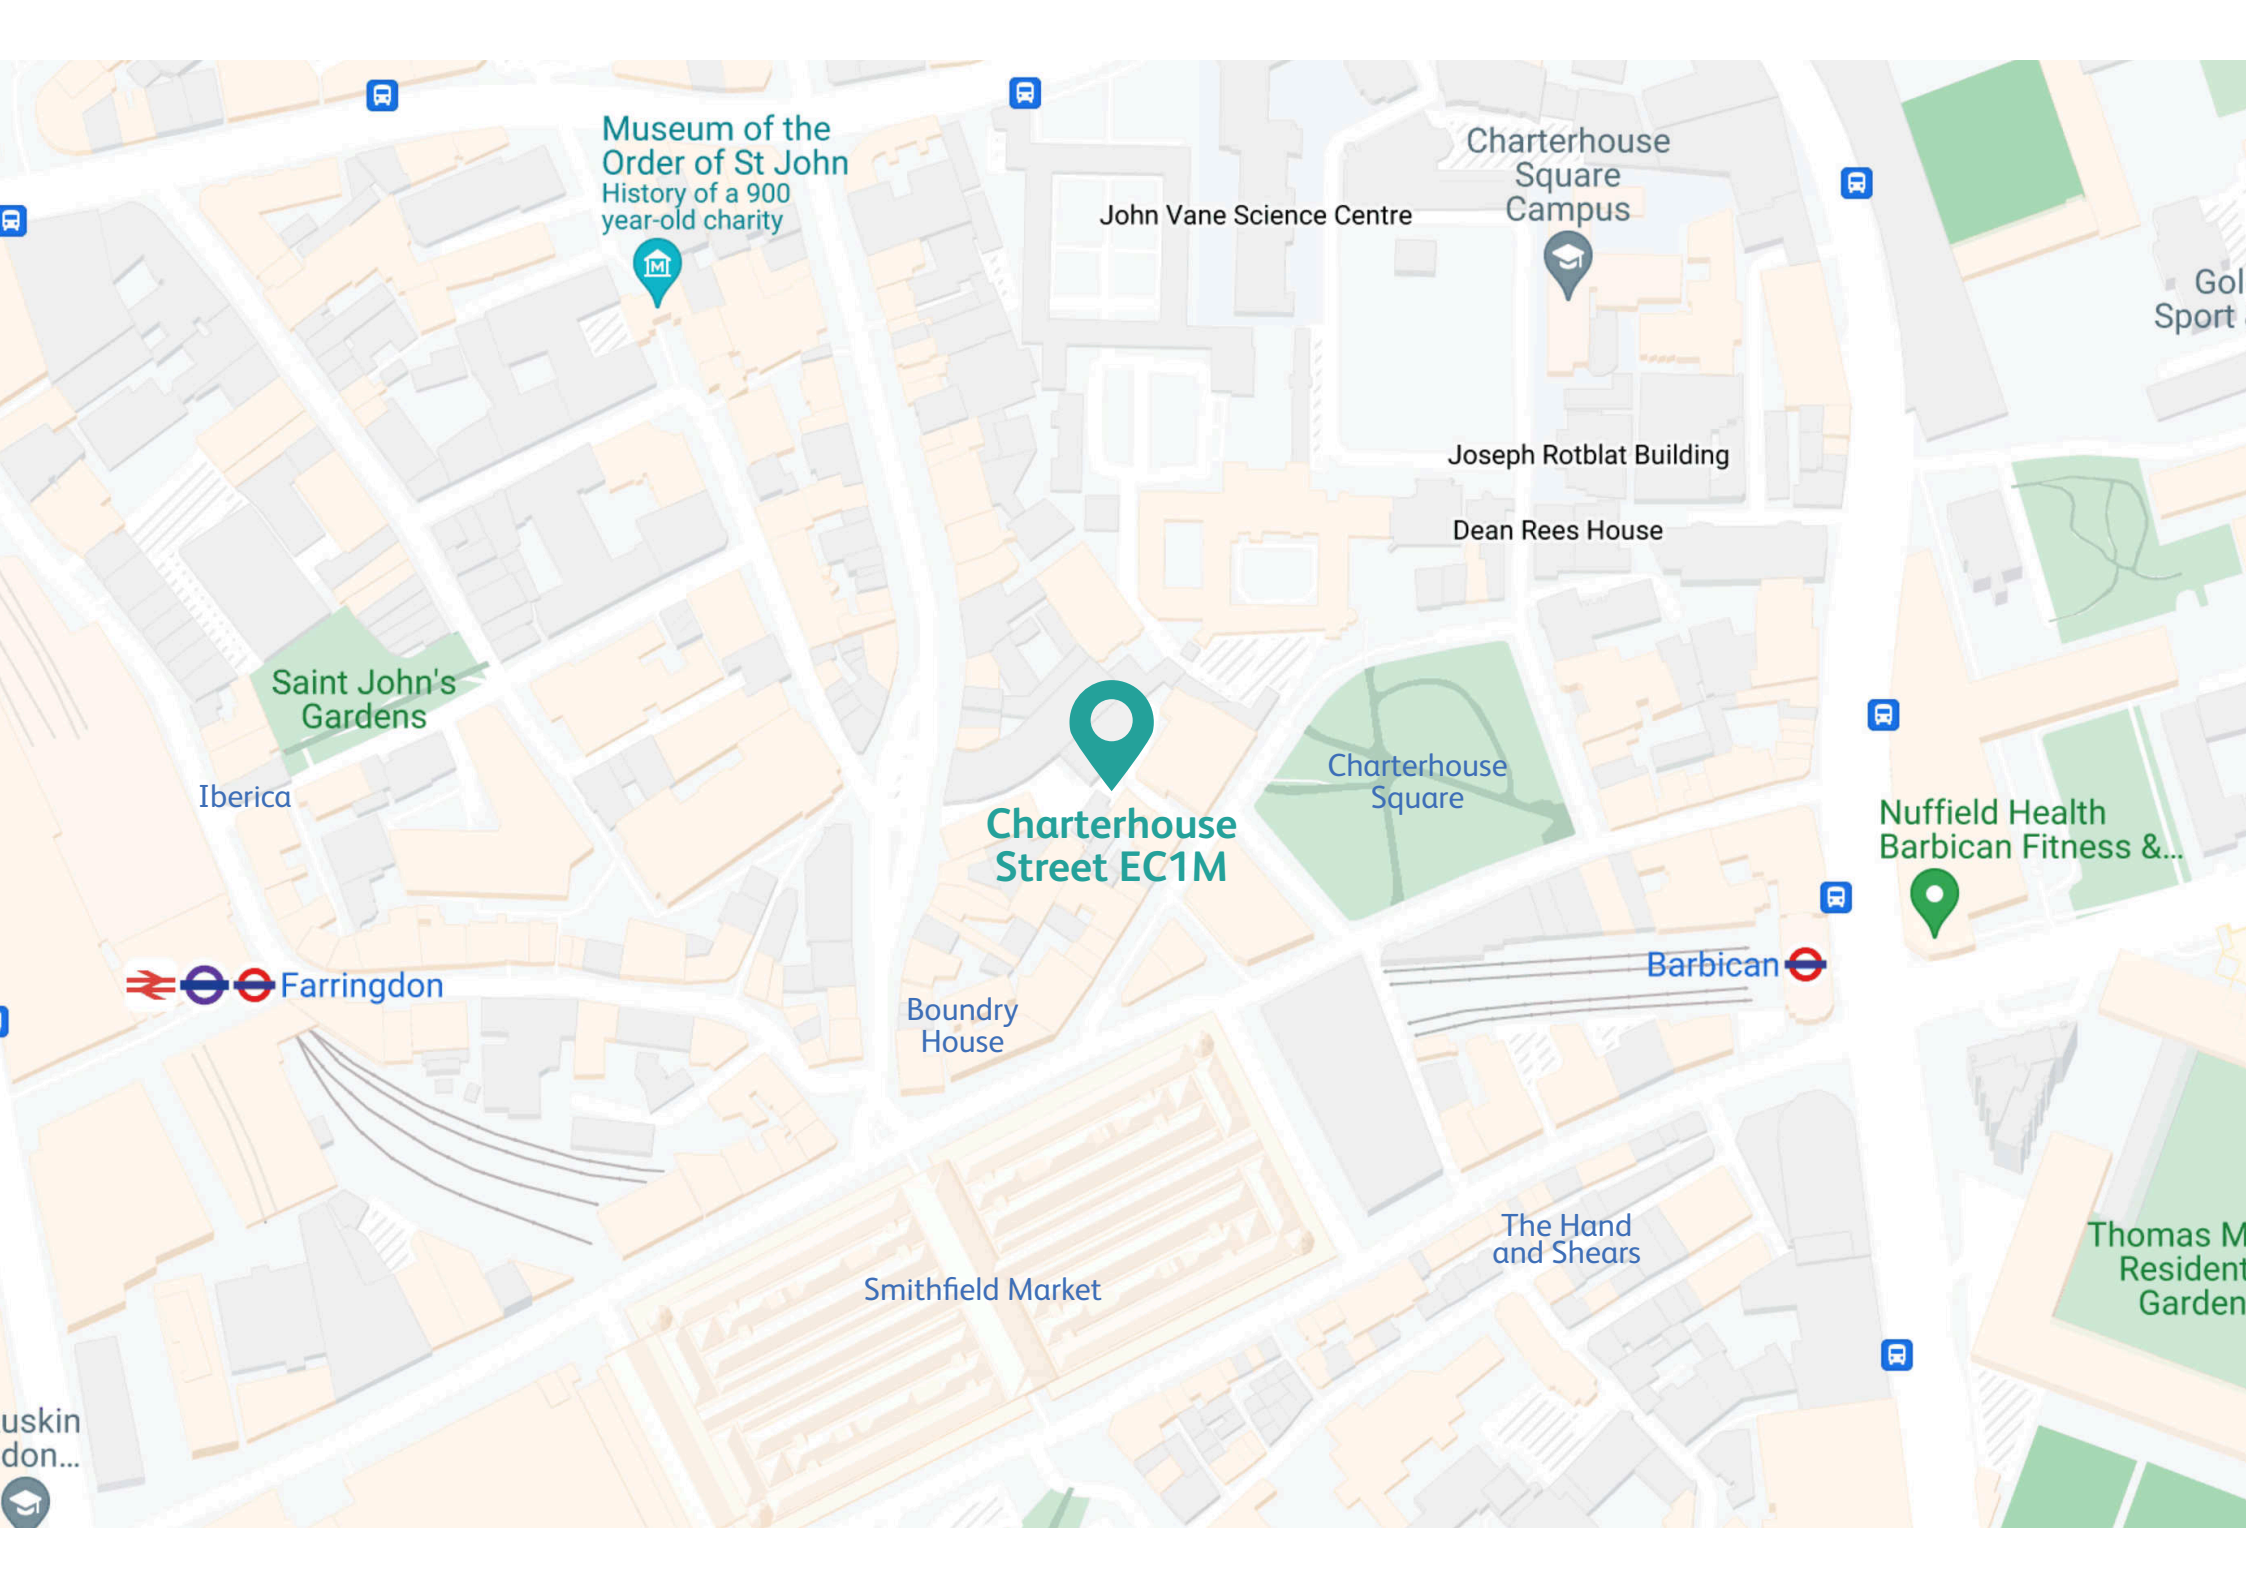 Museum of the
Order of St John
History of a 900
year-old charity
Charterhouse
Square
Campus
John Vane Science Centre
Gol
Sport
Joseph Rotblat Building
Dean Rees House
Saint John's
Gardens
Iberica
Charterhouse
Square
Charterhouse
Street EC1M
Nuffield Health
Barbican Fitness &...
Barbican
Farringdon
Boundry
House
The Hand
and Shears
Smithfield Market
Thomas M
Resident
Garden
uskin
don...